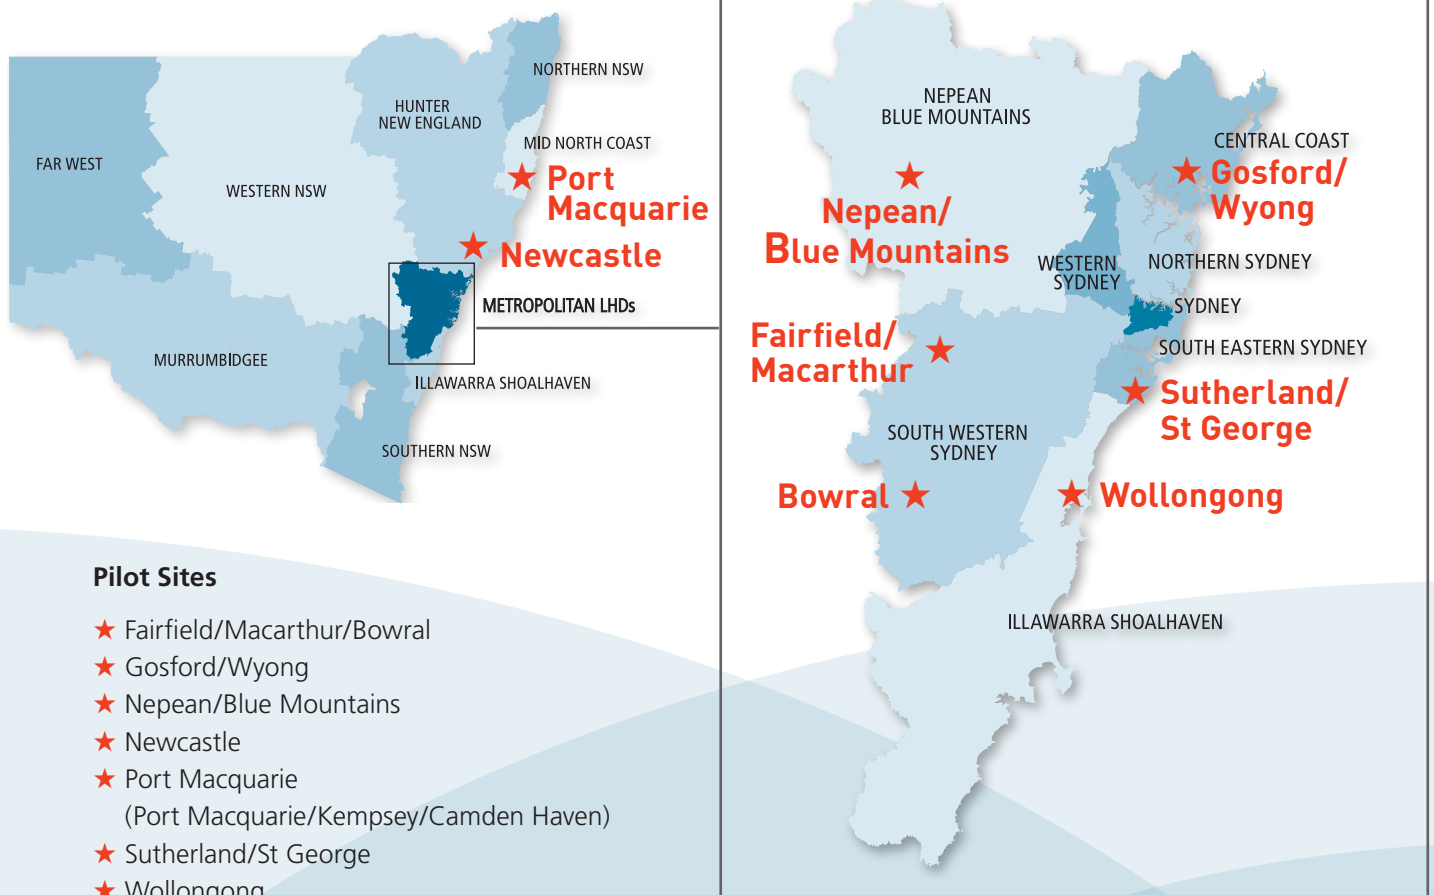 NORTHERN NSW
HUNTER
NEW ENGLAND
MID NORTH COAST
FAR WEST
WESTERN NSW
Port
Macquarie
Newcastle
METROPOLITAN LHDs
MURRUMBIDGEE
ILLAWARRA SHOALHAVEN
SOUTHERN NSW
NEPEAN
BLUE MOUNTAINS
CENTRAL COAST
Gosford/
Wyong
Nepean/
Blue Mountains
WESTERN
SYDNEY
NORTHERN SYDNEY
SYDNEY
Fairfield/
Macarthur
SOUTH EASTERN SYDNEY
Sutherland/
St George
SOUTH WESTERN
SYDNEY
Bowral
Wollongong
ILLAWARRA SHOALHAVEN
Pilot Sites
Fairfield/Macarthur/Bowral
Gosford/Wyong
Nepean/Blue Mountains
Newcastle
Port Macquarie
(Port Macquarie/Kempsey/Camden Haven)
Sutherland/St George
Wollongong